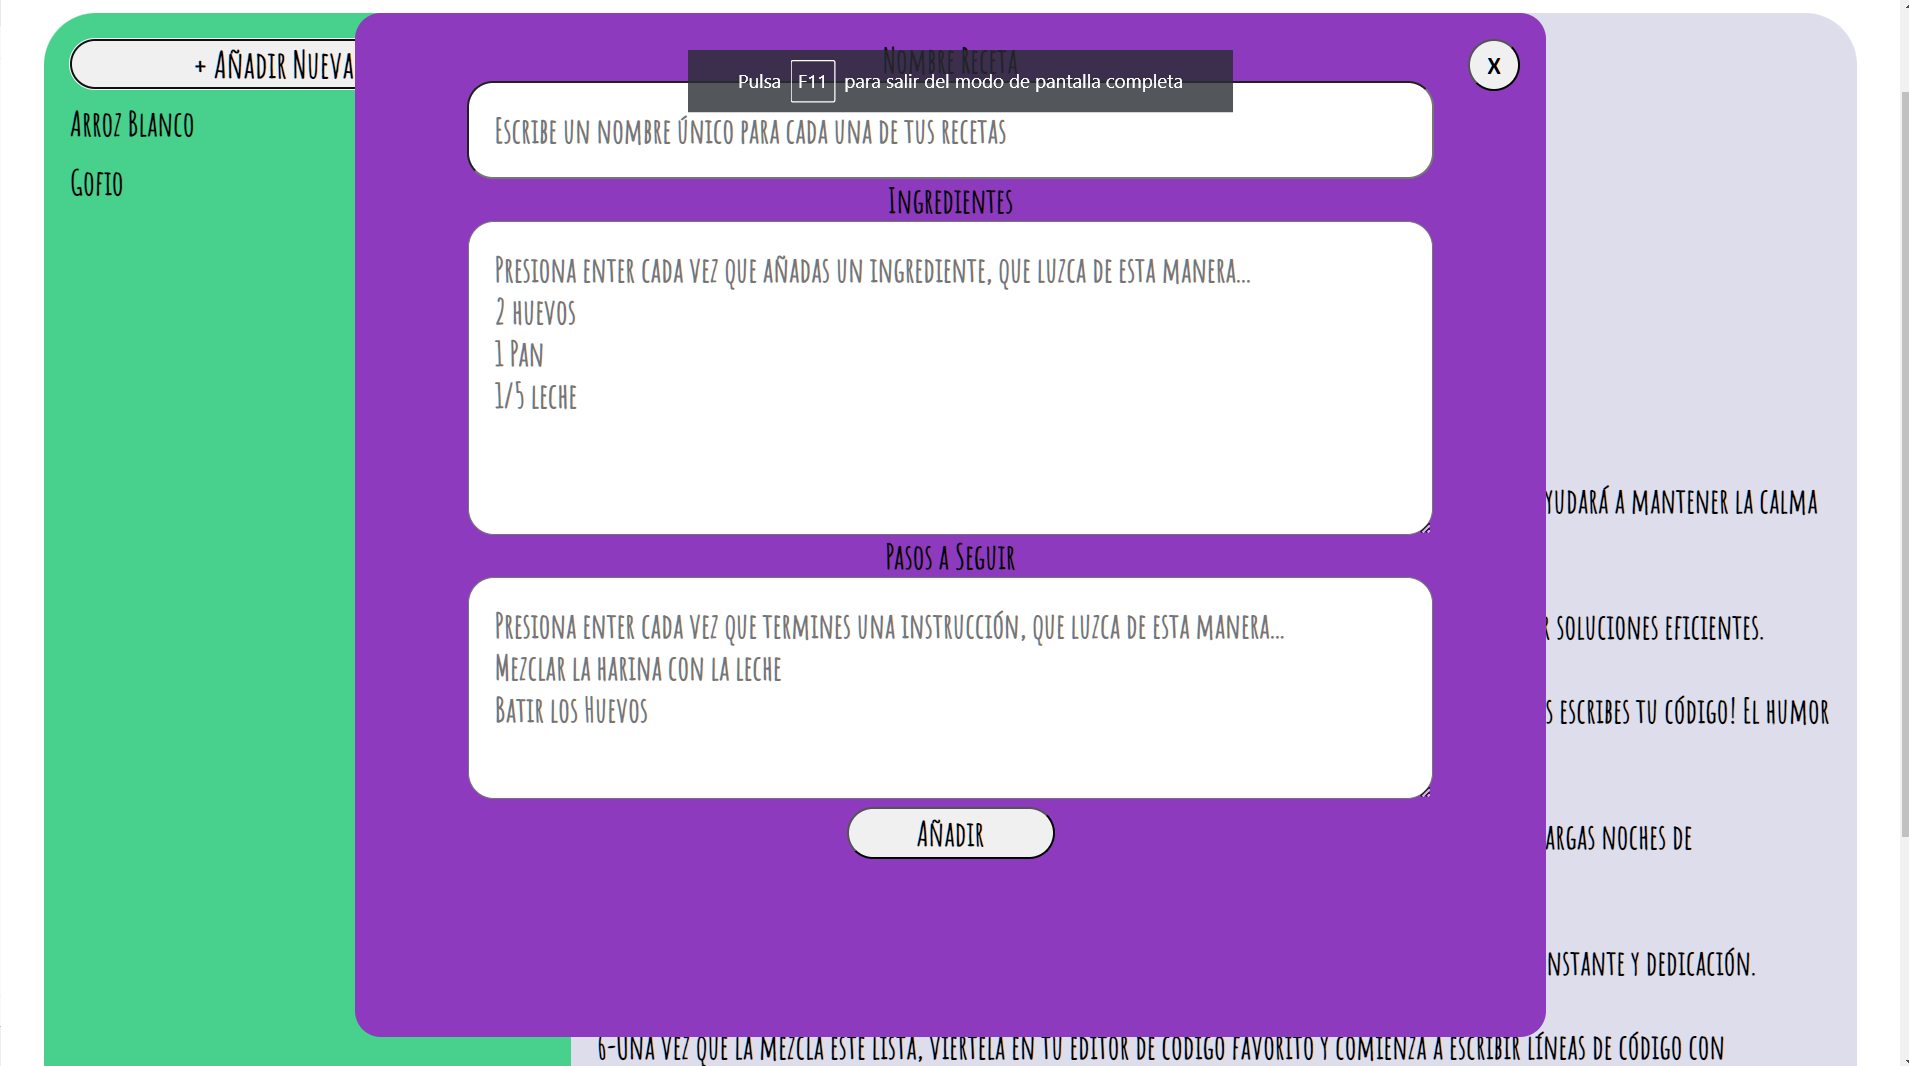 + Añadir Nueva
Arroz Blanco
Gofio
Nombre Receta
Pulsa F11 para salir del modo de pantalla completa
X
Escribe un nombre único para cada una de tus recetas
Ingredientes
Presiona enter cada vez que añadas un ingrediente, que luzca de esta manera...
2 huevos
1 Pan
1/5 leche
Pasos a Seguir
Presiona enter cada vez que termines una instrucción, que luzca de esta manera...
Mezclar la harina con la leche
Batir los Huevos
Añadir
yudará a mantener la calma
r soluciones eficientes.
s escribes tu código! El humor
argas noches de
nstante y dedicación.
6-Una vez que la mezcla esté lista, viértela en tu editor de código favorito y comienza a escribir líneas de código con